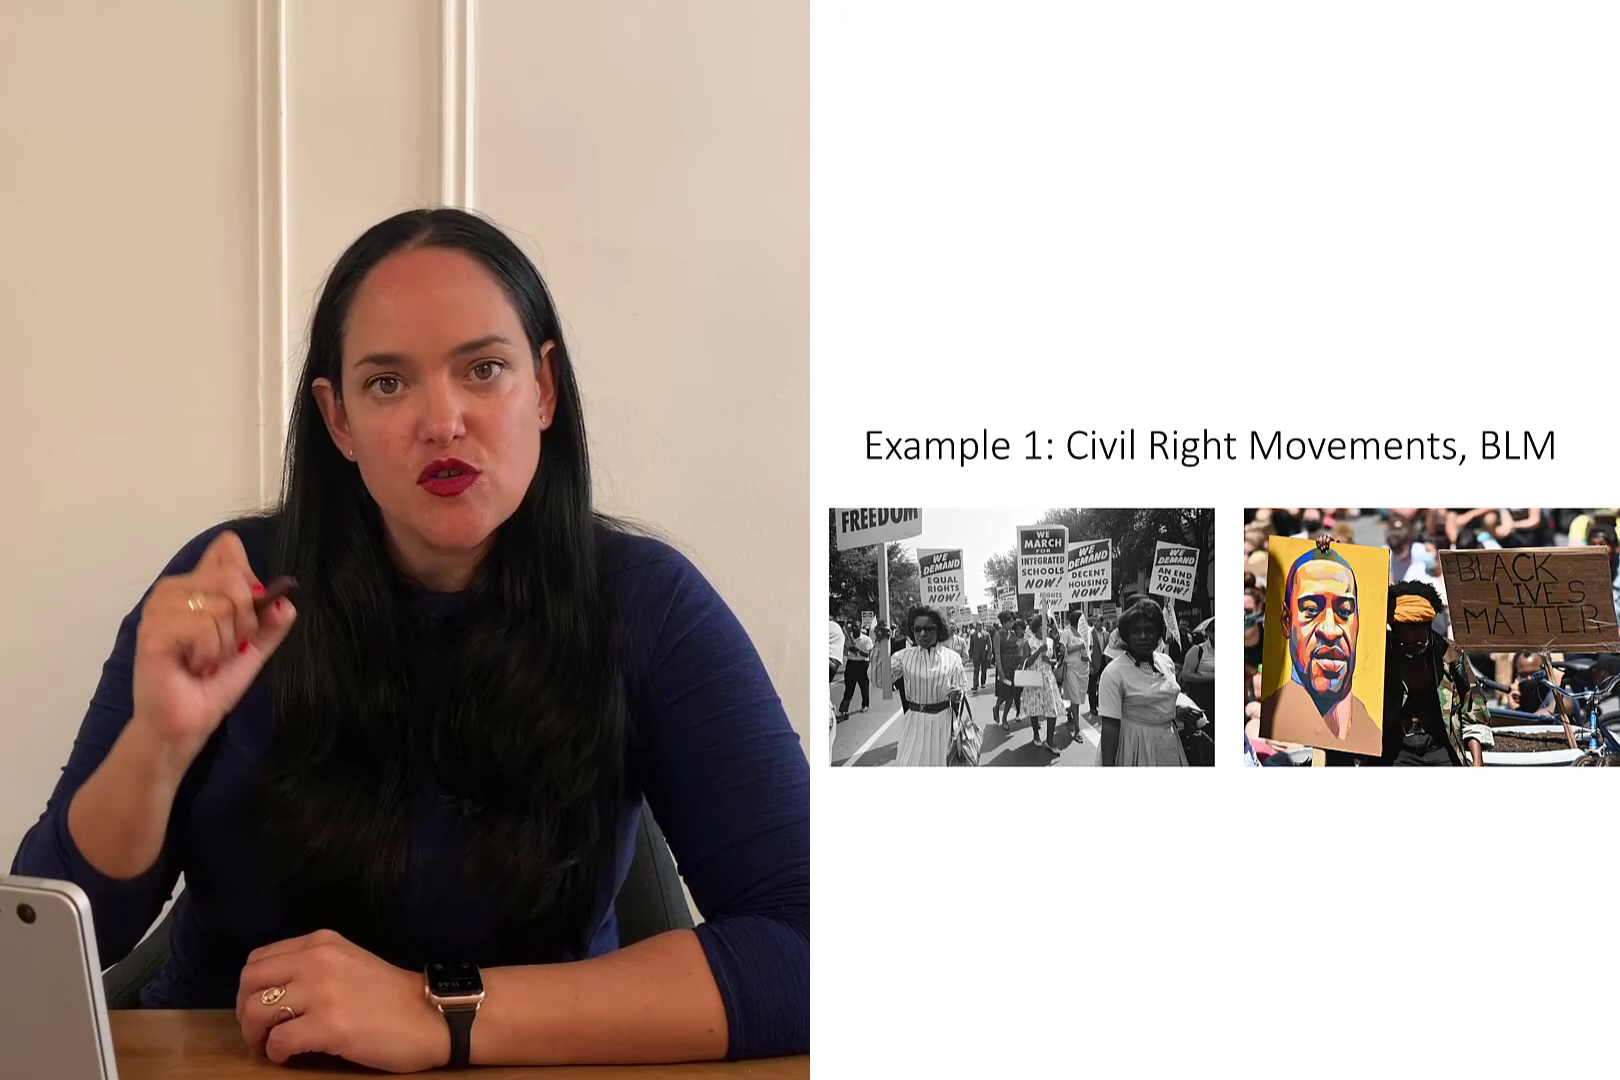 Example 1: Civil Right Movements, BLM
FREEDOM
WE
DEMAND
EQUAL
RIGHTS
NOW!
WE
MARCH
FOR
INTEGRATED
SCHOOLS
NOW!
WE
DEMAND
DECENT
HOUSING
NOW!
WE
DEMAND
AN END
TO BIAS
NOW!
RIGHTS
BLACK
LIVES
MATTER